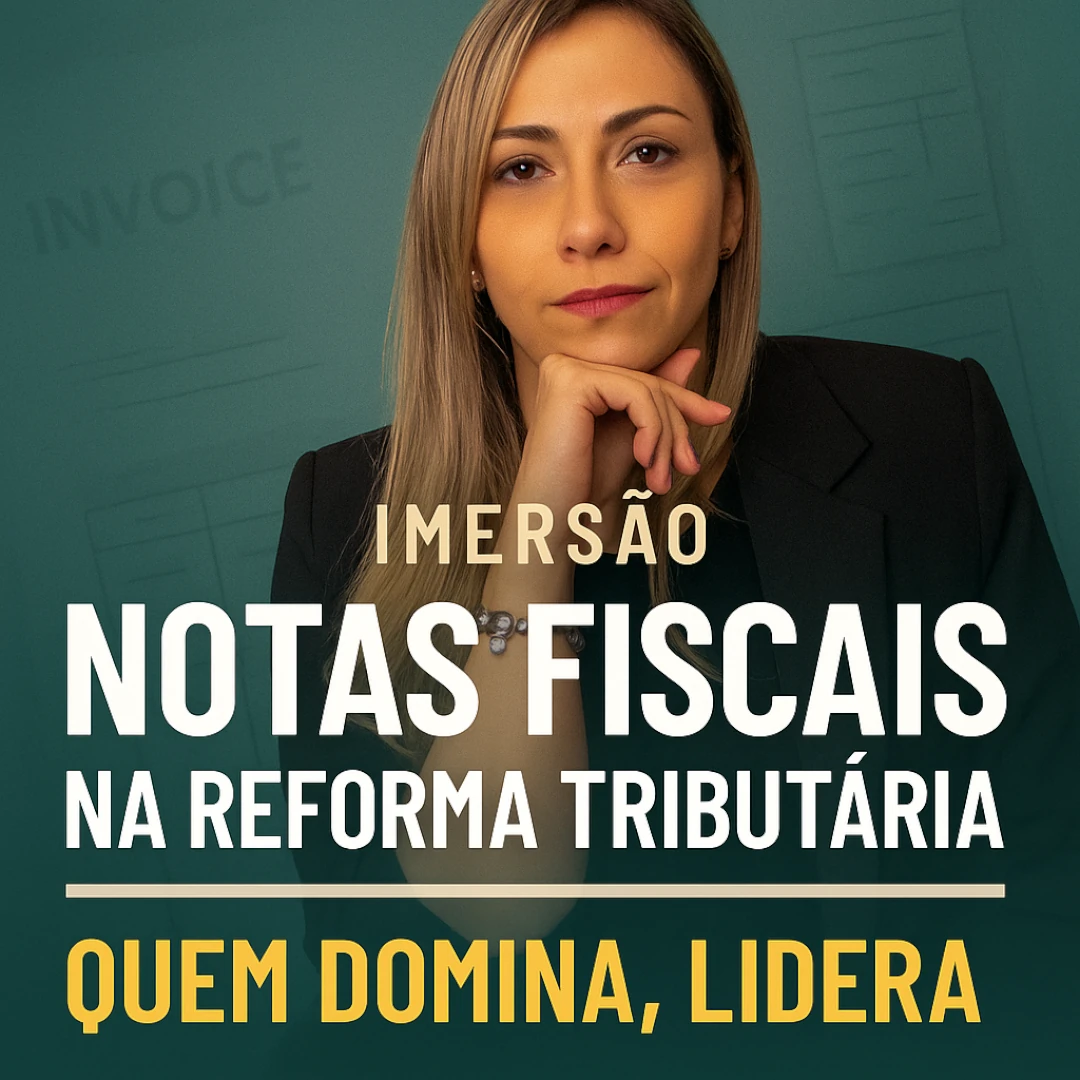 INVOICE
IMERSÃO
NOTAS FISCAIS
NA REFORMA TRIBUTÁRIA
QUEM DOMINA, LIDERA